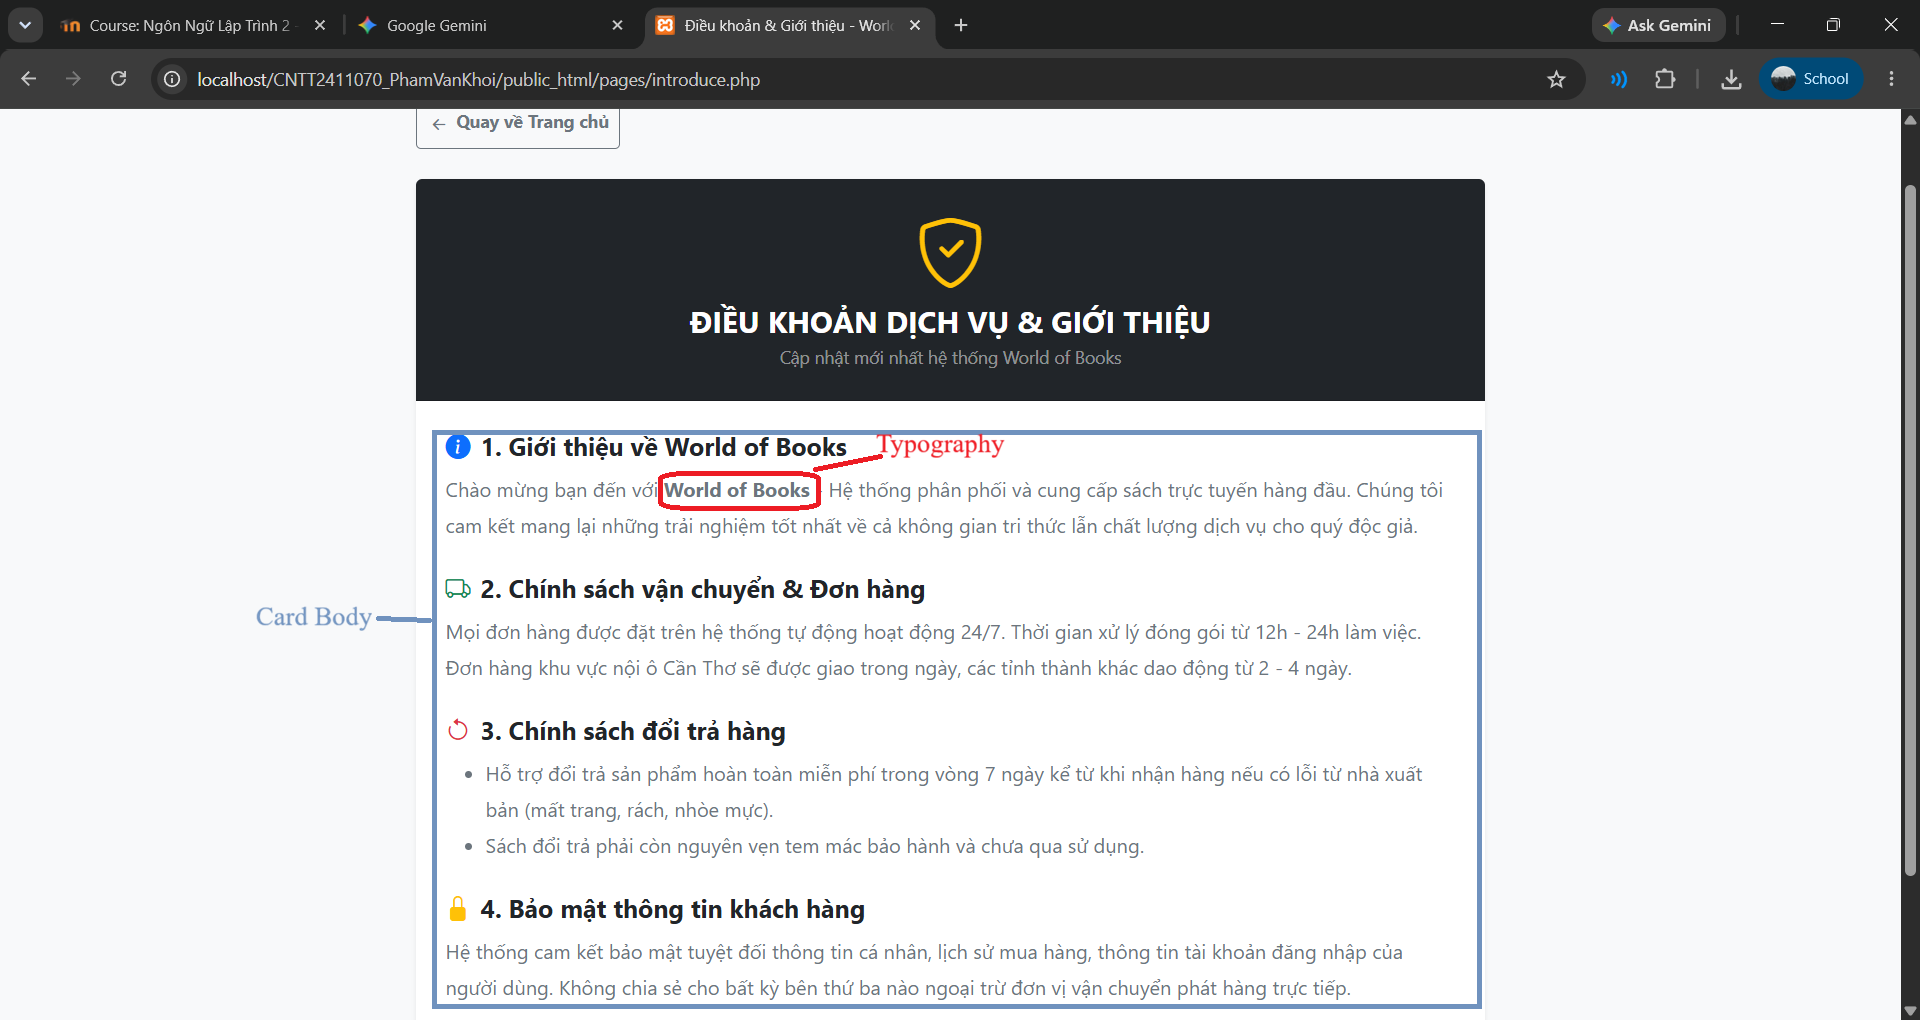 Course: Ngôn Ngữ Lập Trình 2 -
Google Gemini
Điều khoản & Giới thiệu - Worl
Ask Gemini
localhost/CNTT2411070_PhamVanKhoi/public_html/pages/introduce.php
School
← Quay về Trang chủ
ĐIỀU KHOẢN DỊCH VỤ & GIỚI THIỆU
Cập nhật mới nhất hệ thống World of Books
1. Giới thiệu về World of Books
Typography
Chào mừng bạn đến với World of Books - Hệ thống phân phối và cung cấp sách trực tuyến hàng đầu. Chúng tôi
cam kết mang lại những trải nghiệm tốt nhất về cả không gian tri thức lẫn chất lượng dịch vụ cho quý độc giả.
2. Chính sách vận chuyển & Đơn hàng
Card Body
Mọi đơn hàng được đặt trên hệ thống tự động hoạt động 24/7. Thời gian xử lý đóng gói từ 12h - 24h làm việc.
Đơn hàng khu vực nội ô Cần Thơ sẽ được giao trong ngày, các tỉnh thành khác dao động từ 2 - 4 ngày.
3. Chính sách đổi trả hàng
• Hỗ trợ đổi trả sản phẩm hoàn toàn miễn phí trong vòng 7 ngày kể từ khi nhận hàng nếu có lỗi từ nhà xuất
bản (mất trang, rách, nhòe mực).
• Sách đổi trả phải còn nguyên vẹn tem mác bảo hành và chưa qua sử dụng.
4. Bảo mật thông tin khách hàng
Hệ thống cam kết bảo mật tuyệt đối thông tin cá nhân, lịch sử mua hàng, thông tin tài khoản đăng nhập của
người dùng. Không chia sẻ cho bất kỳ bên thứ ba nào ngoại trừ đơn vị vận chuyển phát hàng trực tiếp.